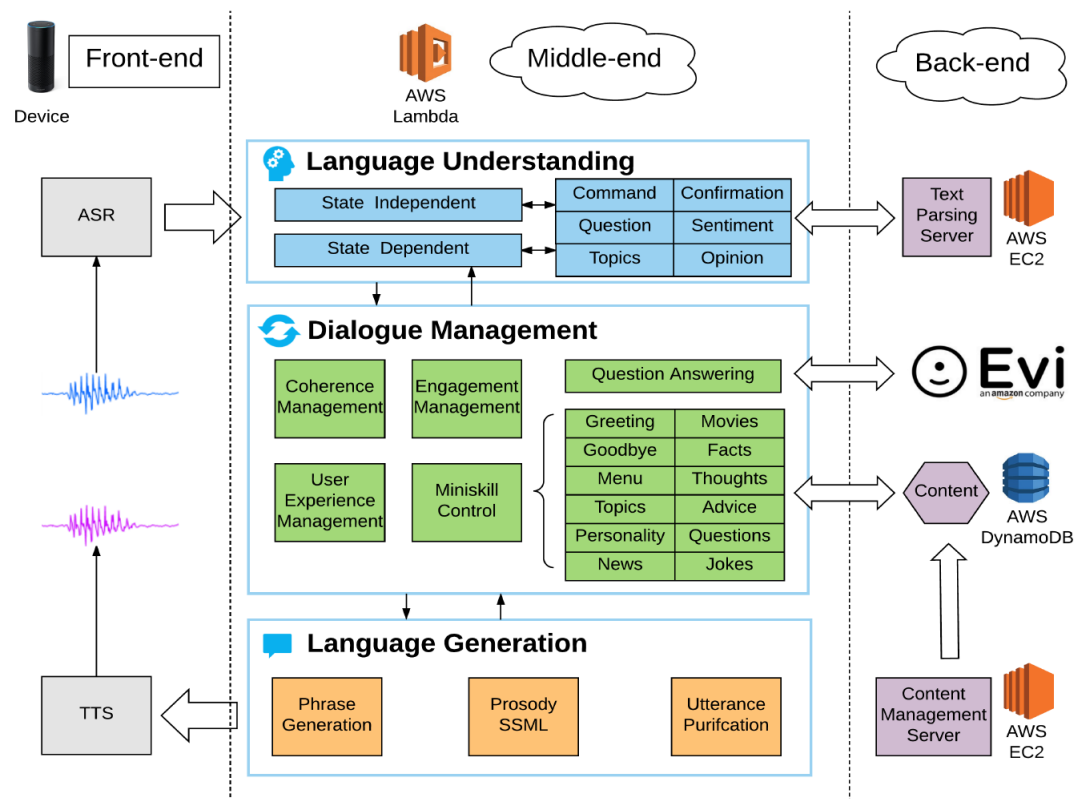 Front-end
Device
AWS
Lambda
Middle-end
Back-end
ASR
Language Understanding
State Independent
State Dependent
Command
Confirmation
Question
Sentiment
Topics
Opinion
Text
Parsing
Server
AWS
EC2
Dialogue Management
Coherence
Management
Engagement
Management
Question Answering
User
Experience
Management
Miniskill
Control
Greeting
Movies
Goodbye
Facts
Menu
Thoughts
Topics
Advice
Personality
Questions
News
Jokes
Evi
an amazon company
Content
AWS
DynamoDB
TTS
Language Generation
Phrase
Generation
Prosody
SSML
Utterance
Purifcation
Content
Management
Server
AWS
EC2